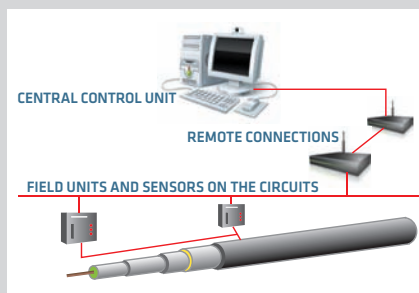 CENTRAL CONTROL UNIT
REMOTE CONNECTIONS
FIELD UNITS AND SENSORS ON THE CIRCUITS